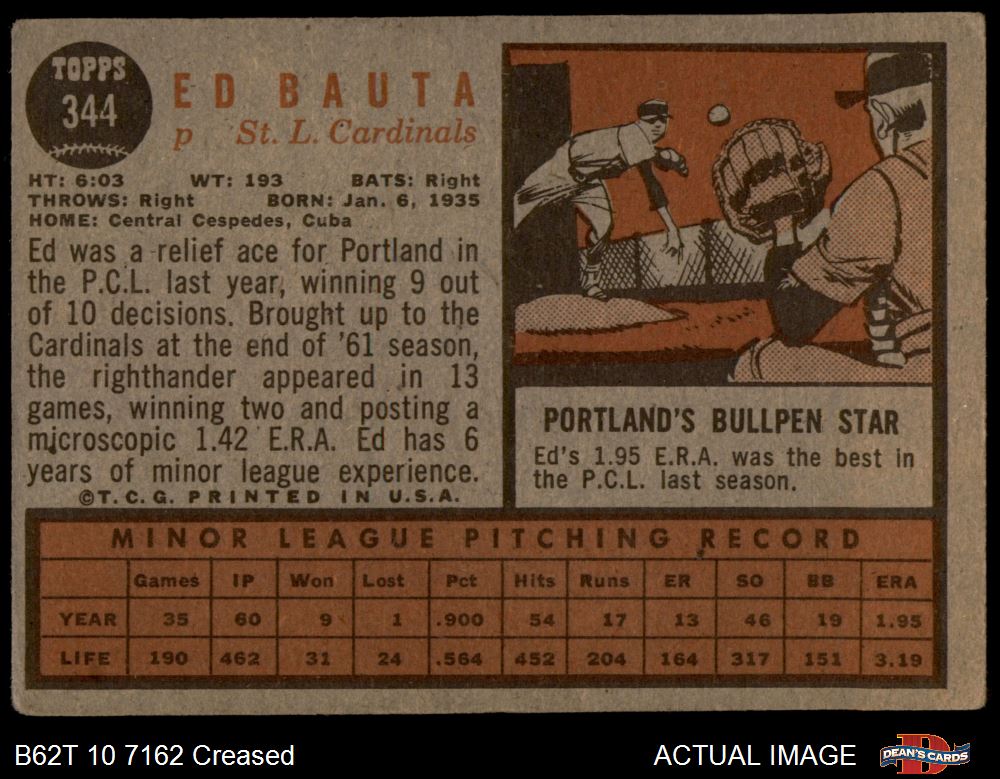 TOPPS
344
ED BAUTA
p St. L. Cardinals
HT: 6:03 WT: 193 BATS: Right
THROWS: Right BORN: Jan. 6, 1935
HOME: Central Cespedes, Cuba
Ed was a relief ace for Portland in
the P.C.L. last year, winning 9 out
of 10 decisions. Brought up to the
Cardinals at the end of '61 season,
the righthander appeared in 13
games, winning two and posting a
microscopic 1.42 E.R.A. Ed has 6
years of minor league experience.
©T.C.G. PRINTED IN U.S.A.
PORTLAND'S BULLPEN STAR
Ed's 1.95 E.R.A. was the best in
the P.C.L. last season.
MINOR LEAGUE PITCHING RECORD
Games IP Won Lost Pct Hits Runs ER SO BB ERA
YEAR 35 60 9 1 .900 54 17 13 46 19 1.95
LIFE 190 462 31 24 .564 452 204 164 317 151 3.19
B62T 10 7162 Creased
ACTUAL IMAGE
DEAN'S CARDS